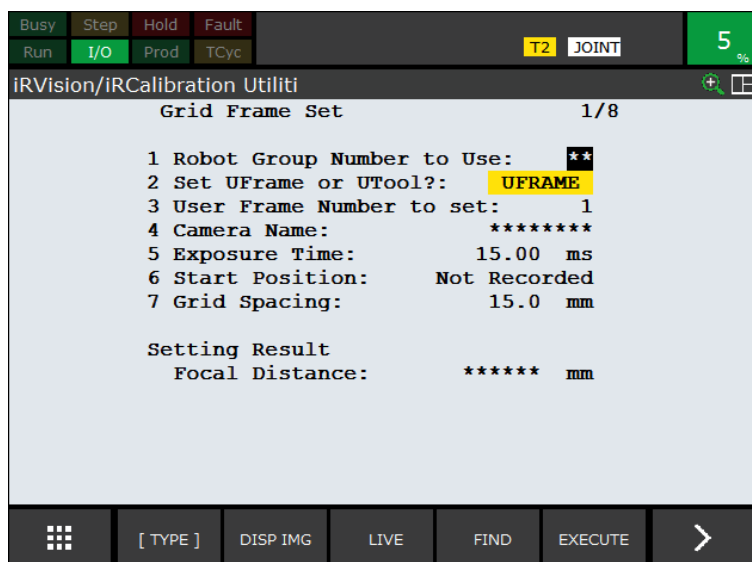 Busy Step Hold Fault
Run I/O Prod TCyc T2 JOINT 5 %
iRVision/iRCalibration Utiliti
Grid Frame Set 1/8
1 Robot Group Number to Use: **
2 Set UFrame or UTool?: UFRAME
3 User Frame Number to set: 1
4 Camera Name: ********
5 Exposure Time: 15.00 ms
6 Start Position: Not Recorded
7 Grid Spacing: 15.0 mm
Setting Result
Focal Distance: ****** mm
[ TYPE ] DISP IMG LIVE FIND EXECUTE >